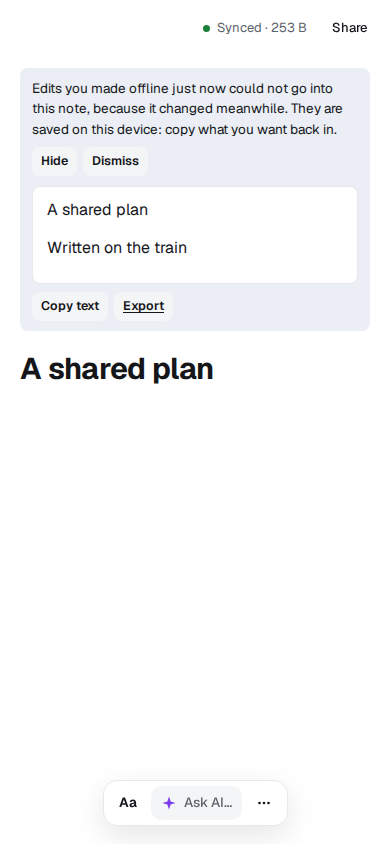 Synced · 253 B
Share
Edits you made offline just now could not go into
this note, because it changed meanwhile. They are
saved on this device: copy what you want back in.
Hide
Dismiss
A shared plan
Written on the train
Copy text
Export
A shared plan
Aa
Ask AI...